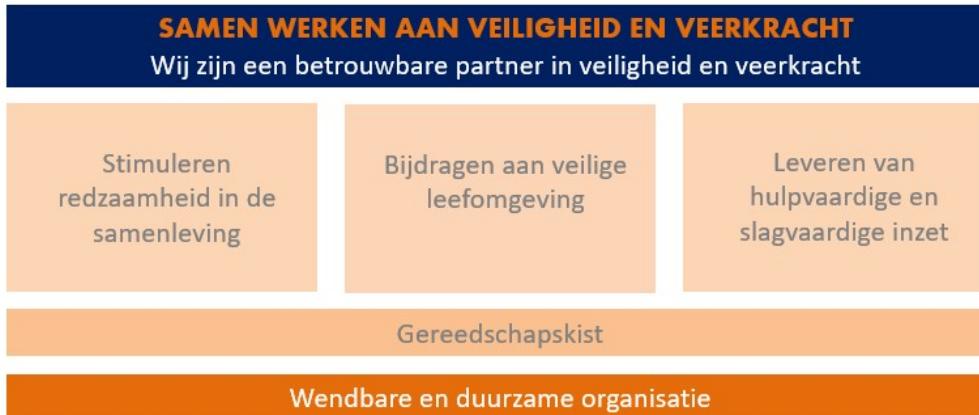 SAMEN WERKEN AAN VEILIGHEID EN VEERKRACHT
Wij zijn een betrouwbare partner in veiligheid en veerkracht
Stimuleren
redzaamheid in de
samenleving
Bijdragen aan veilige
leefomgeving
Leveren van
hulpvaardige en
slagvaardige inzet
Gereedschapskist
Wendbare en duurzame organisatie